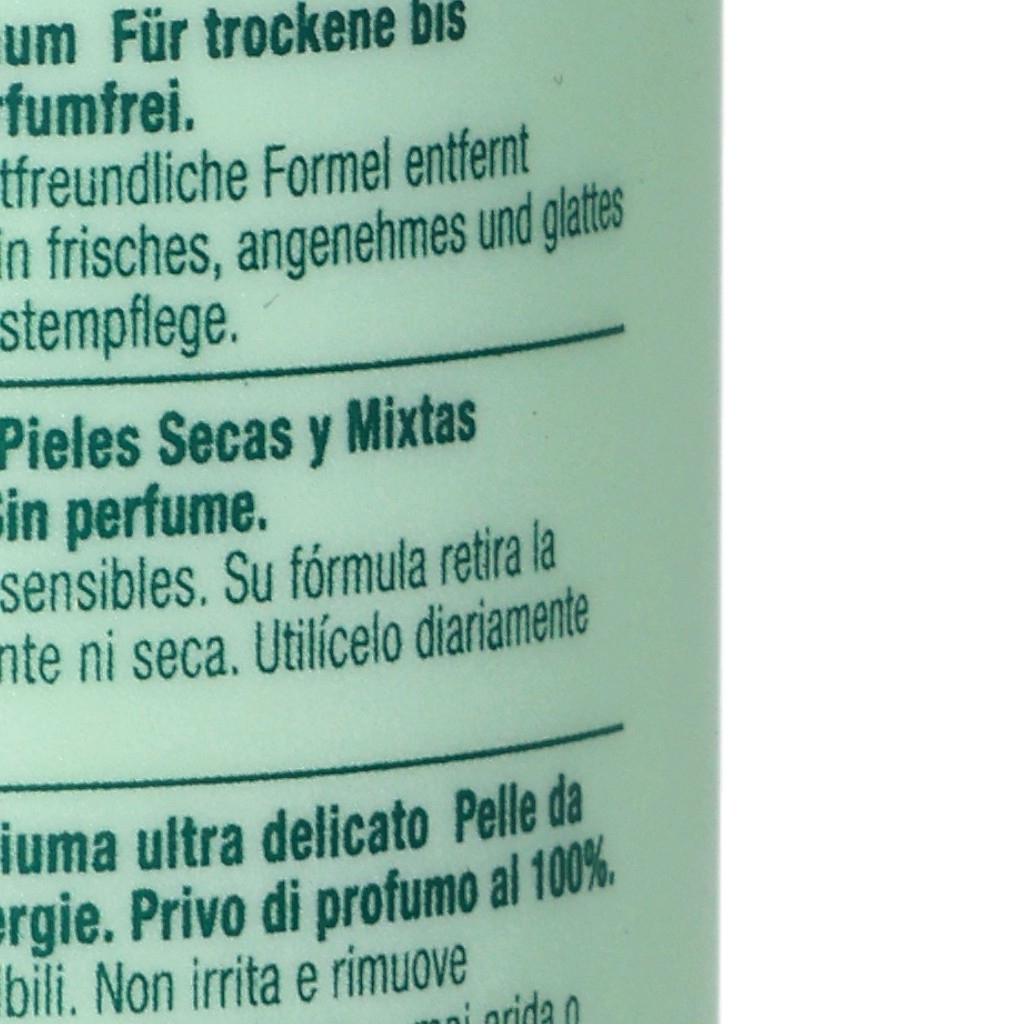 um Für trockene bis
rfumfrei.
tfreundliche Formel entfernt
in frisches, angenehmes und glattes
stempflege.
Pieles Secas y Mixtas
Sin perfume.
sensibles. Su fórmula retira la
nte ni seca. Utilícelo diariamente
iuma ultra delicato Pelle da
ergie. Privo di profumo al 100%.
bili. Non irrita e rimuove